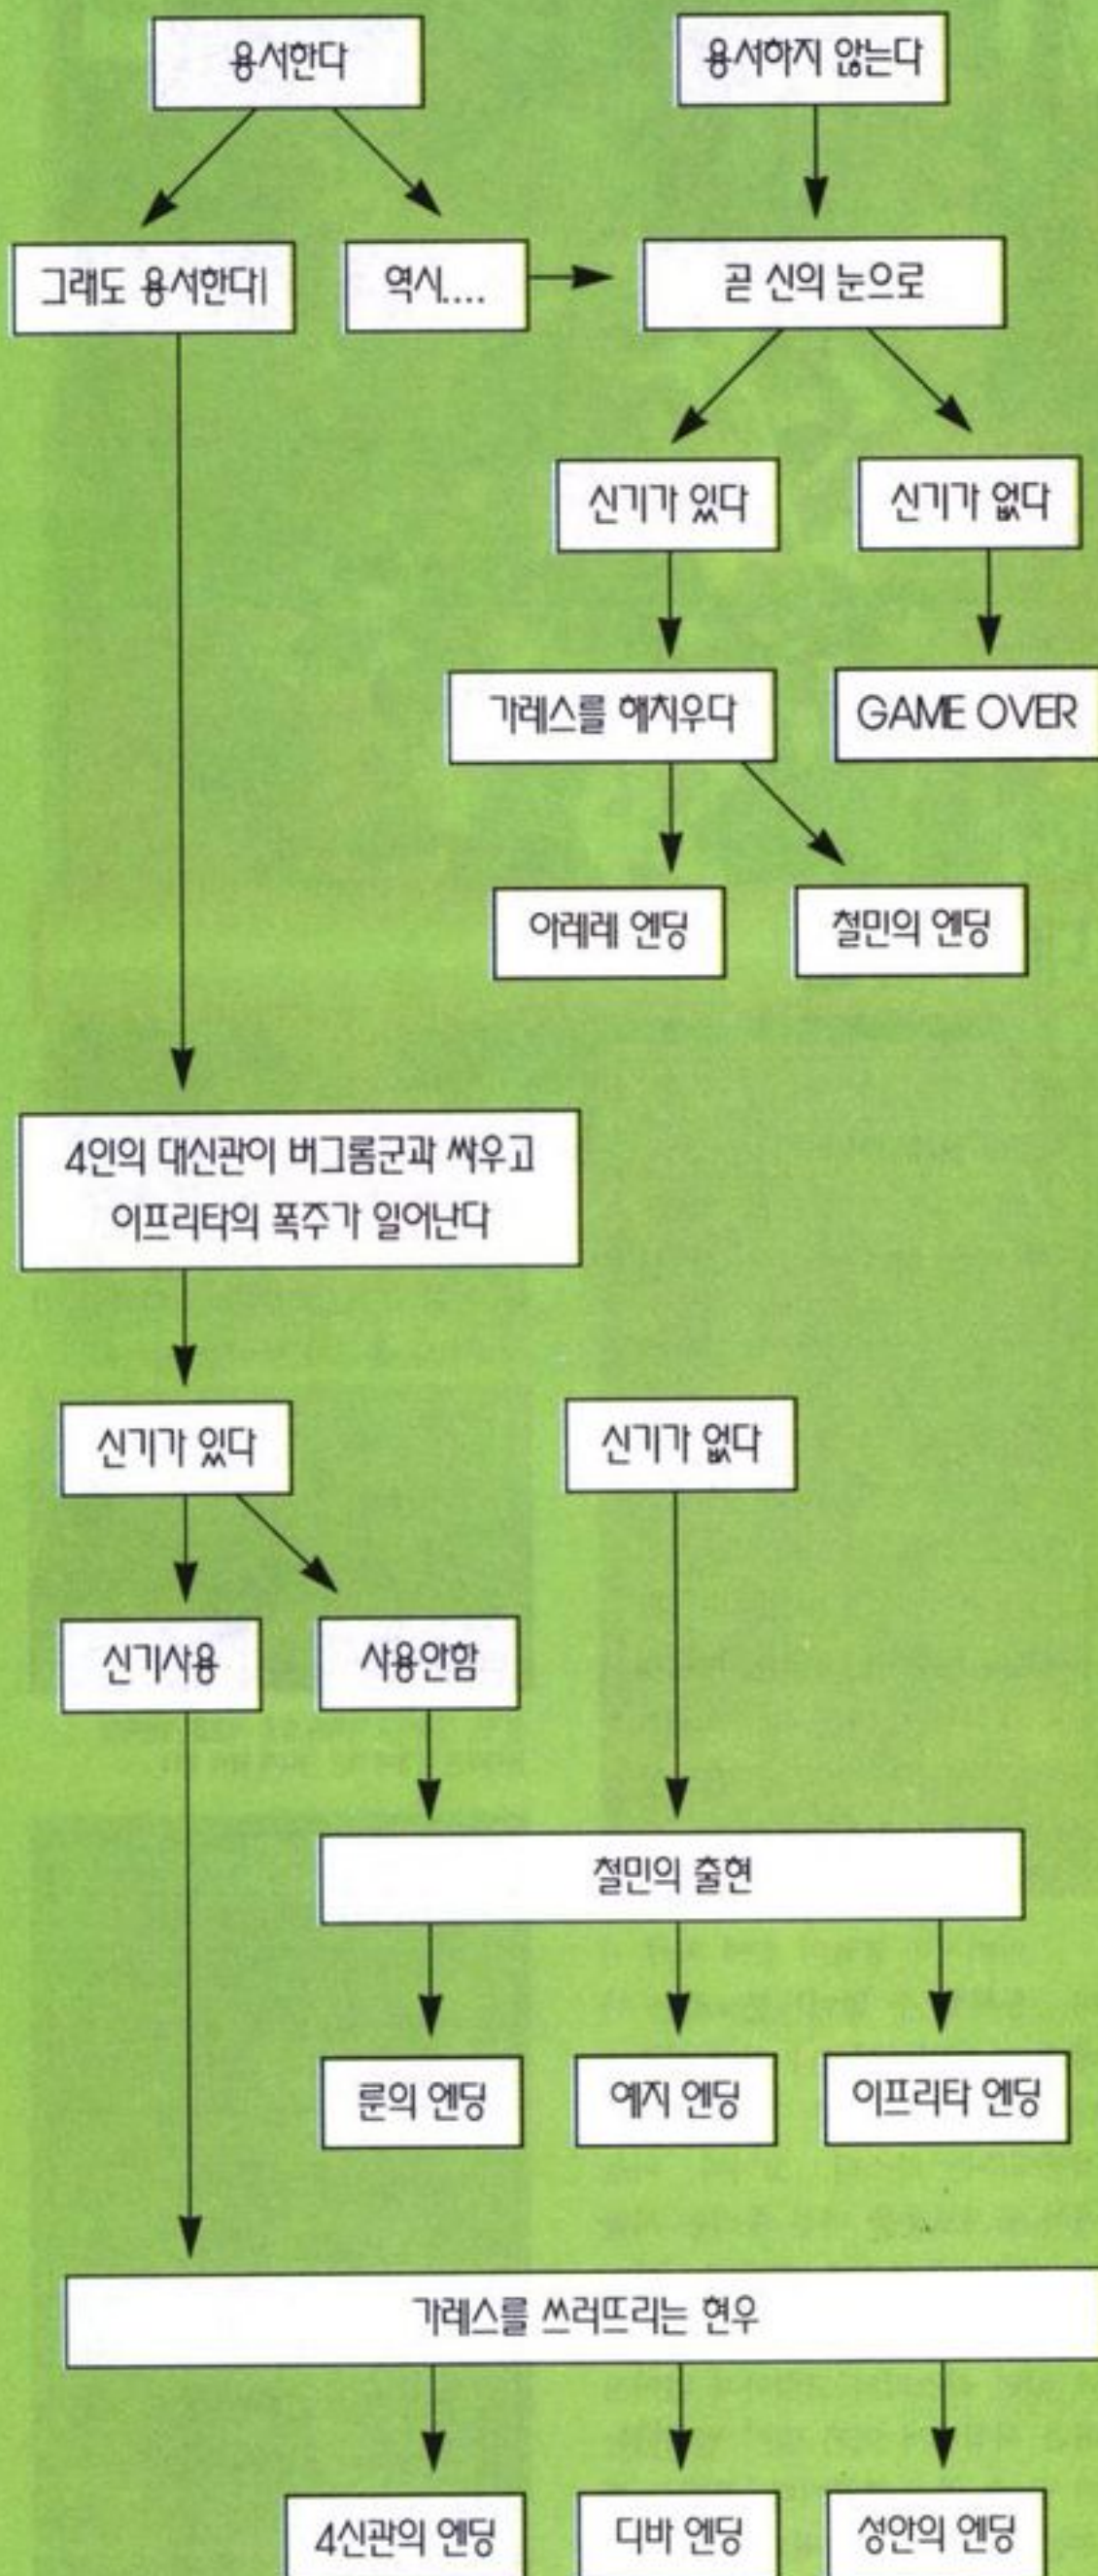 용서한다
용서하지 않는다
그래도 용서한다|
역시....
곧 신의 눈으로
신기가 있다
신기가 없다
가레스를 해치우다
GAME OVER
아레레 엔딩
철민의 엔딩
4인의 대신관이 버그롬군과 싸우고
이프리타의 폭주가 일어난다
신기가 있다
신기가 없다
신기사용
사용안함
철민의 출현
룬의 엔딩
예지 엔딩
이프리타 엔딩
가레스를 쓰러뜨리는 현우
4신관의 엔딩
디바 엔딩
성안의 엔딩